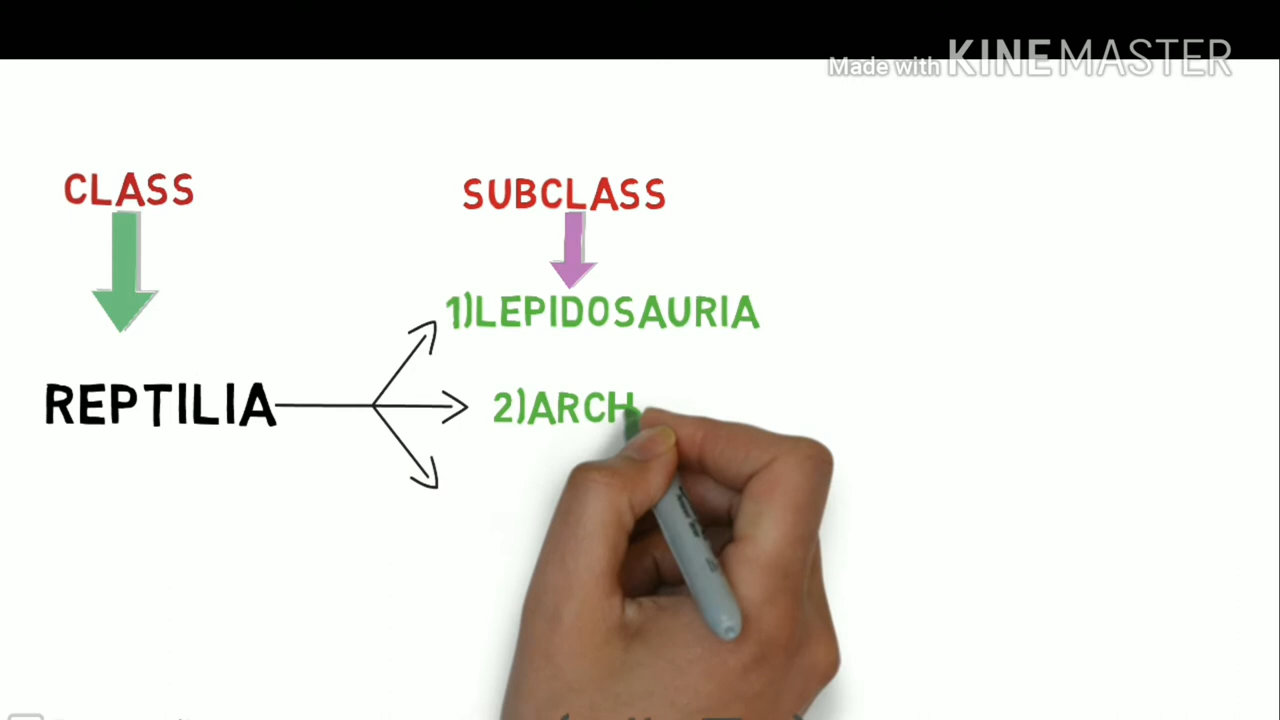 Made with KINEMASTER
CLASS
SUBCLASS
1)LEPIDOSAURIA
REPTILIA
2)ARCH